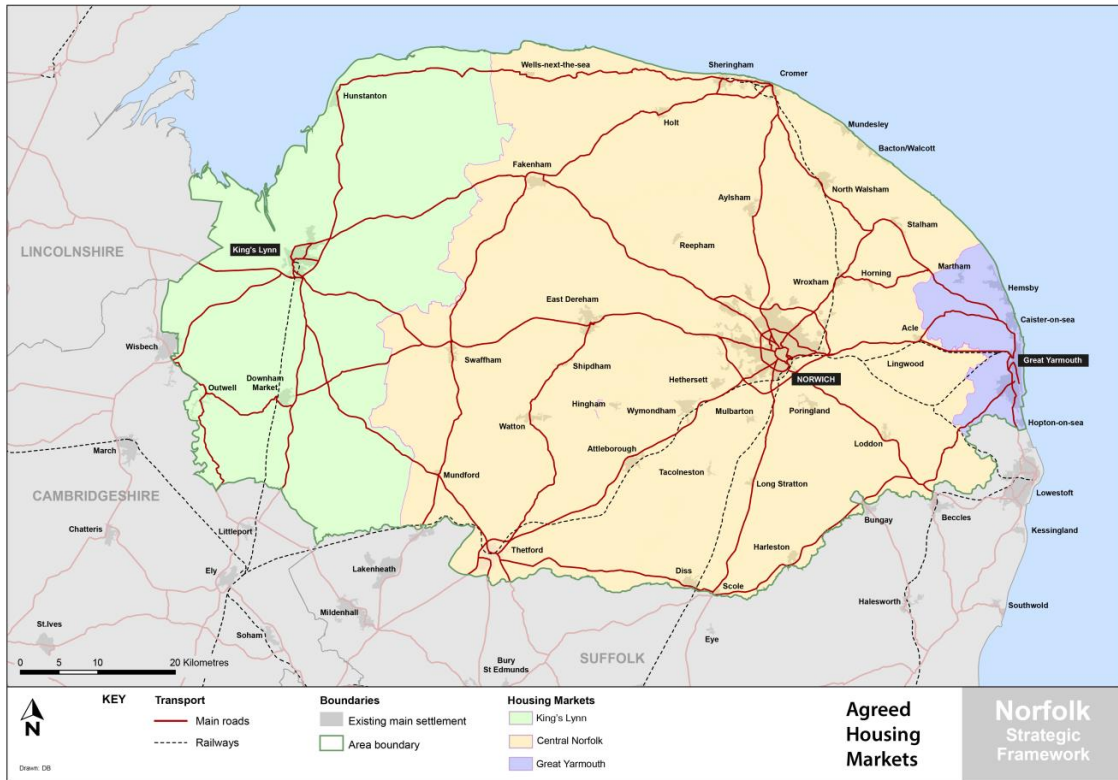 Wells-next-the-sea
Sheringham
Cromer
Hunstanton
Holt
Mundesley
Bacton/Walcott
Fakenham
North Walsham
Aylsham
Stalham
LINCOLNSHIRE
King's Lynn
Reepham
Martham
Wroxham
Horning
Hemsby
East Dereham
Caister-on-sea
Acle
Wisbech
Swaffham
Shipdham
Lingwood
Great Yarmouth
Downham
Market
Outwell
Hethersett
NORWICH
Hingham
Wymondham
Mulbarton
Poringland
Watton
Hopton-on-sea
Loddon
Attleborough
March
Mundford
Tacolneston
Long Stratton
CAMBRIDGESHIRE
Lowestoft
Bungay
Beccles
Chatteris
Littleport
Kessingland
Thetford
Harleston
Ely
Lakenheath
Diss
Scole
Halesworth
Southwold
Mildenhall
St.Ives
Soham
Eye
SUFFOLK
Bury
St Edmunds
0 5 10 20 Kilometres
KEY
Transport
Main roads
Railways
Boundaries
Existing main settlement
Area boundary
Housing Markets
King's Lynn
Central Norfolk
Great Yarmouth
N
Drawn: DB
Agreed
Housing
Markets
Norfolk
Strategic
Framework